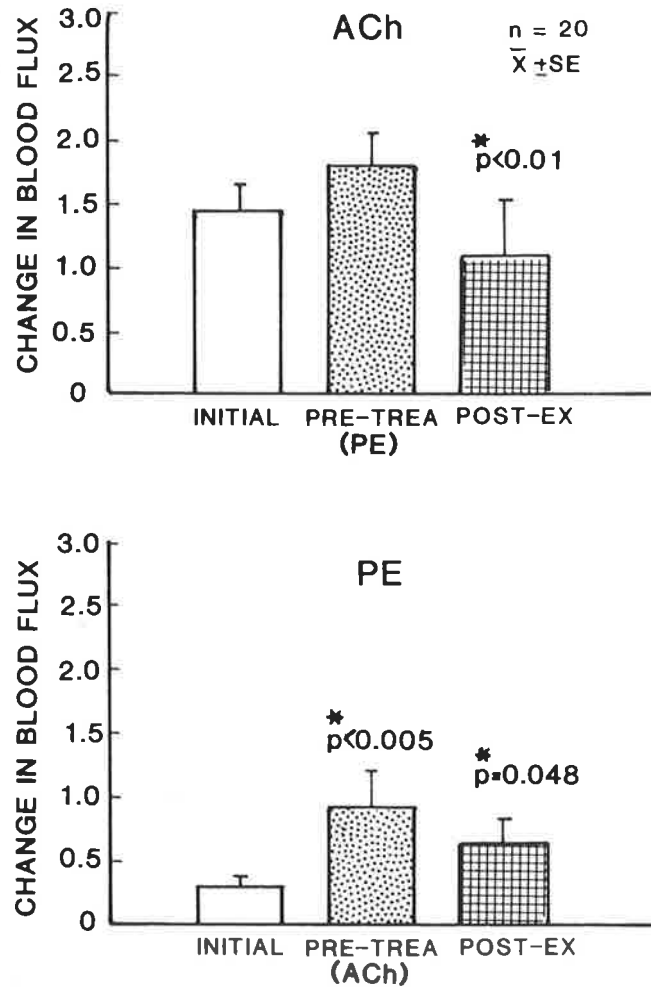 CHANGE IN BLOOD FLUX
3.0
2.5
2.0
1.5
1.0
0.5
0
ACh
n = 20
X̄ ±SE
*
p<0.01
INITIAL PRE-TREA POST-EX
(PE)
CHANGE IN BLOOD FLUX
3.0
2.5
2.0
1.5
1.0
0.5
0
PE
*
p<0.005
*
p=0.048
INITIAL PRE-TREA POST-EX
(ACh)